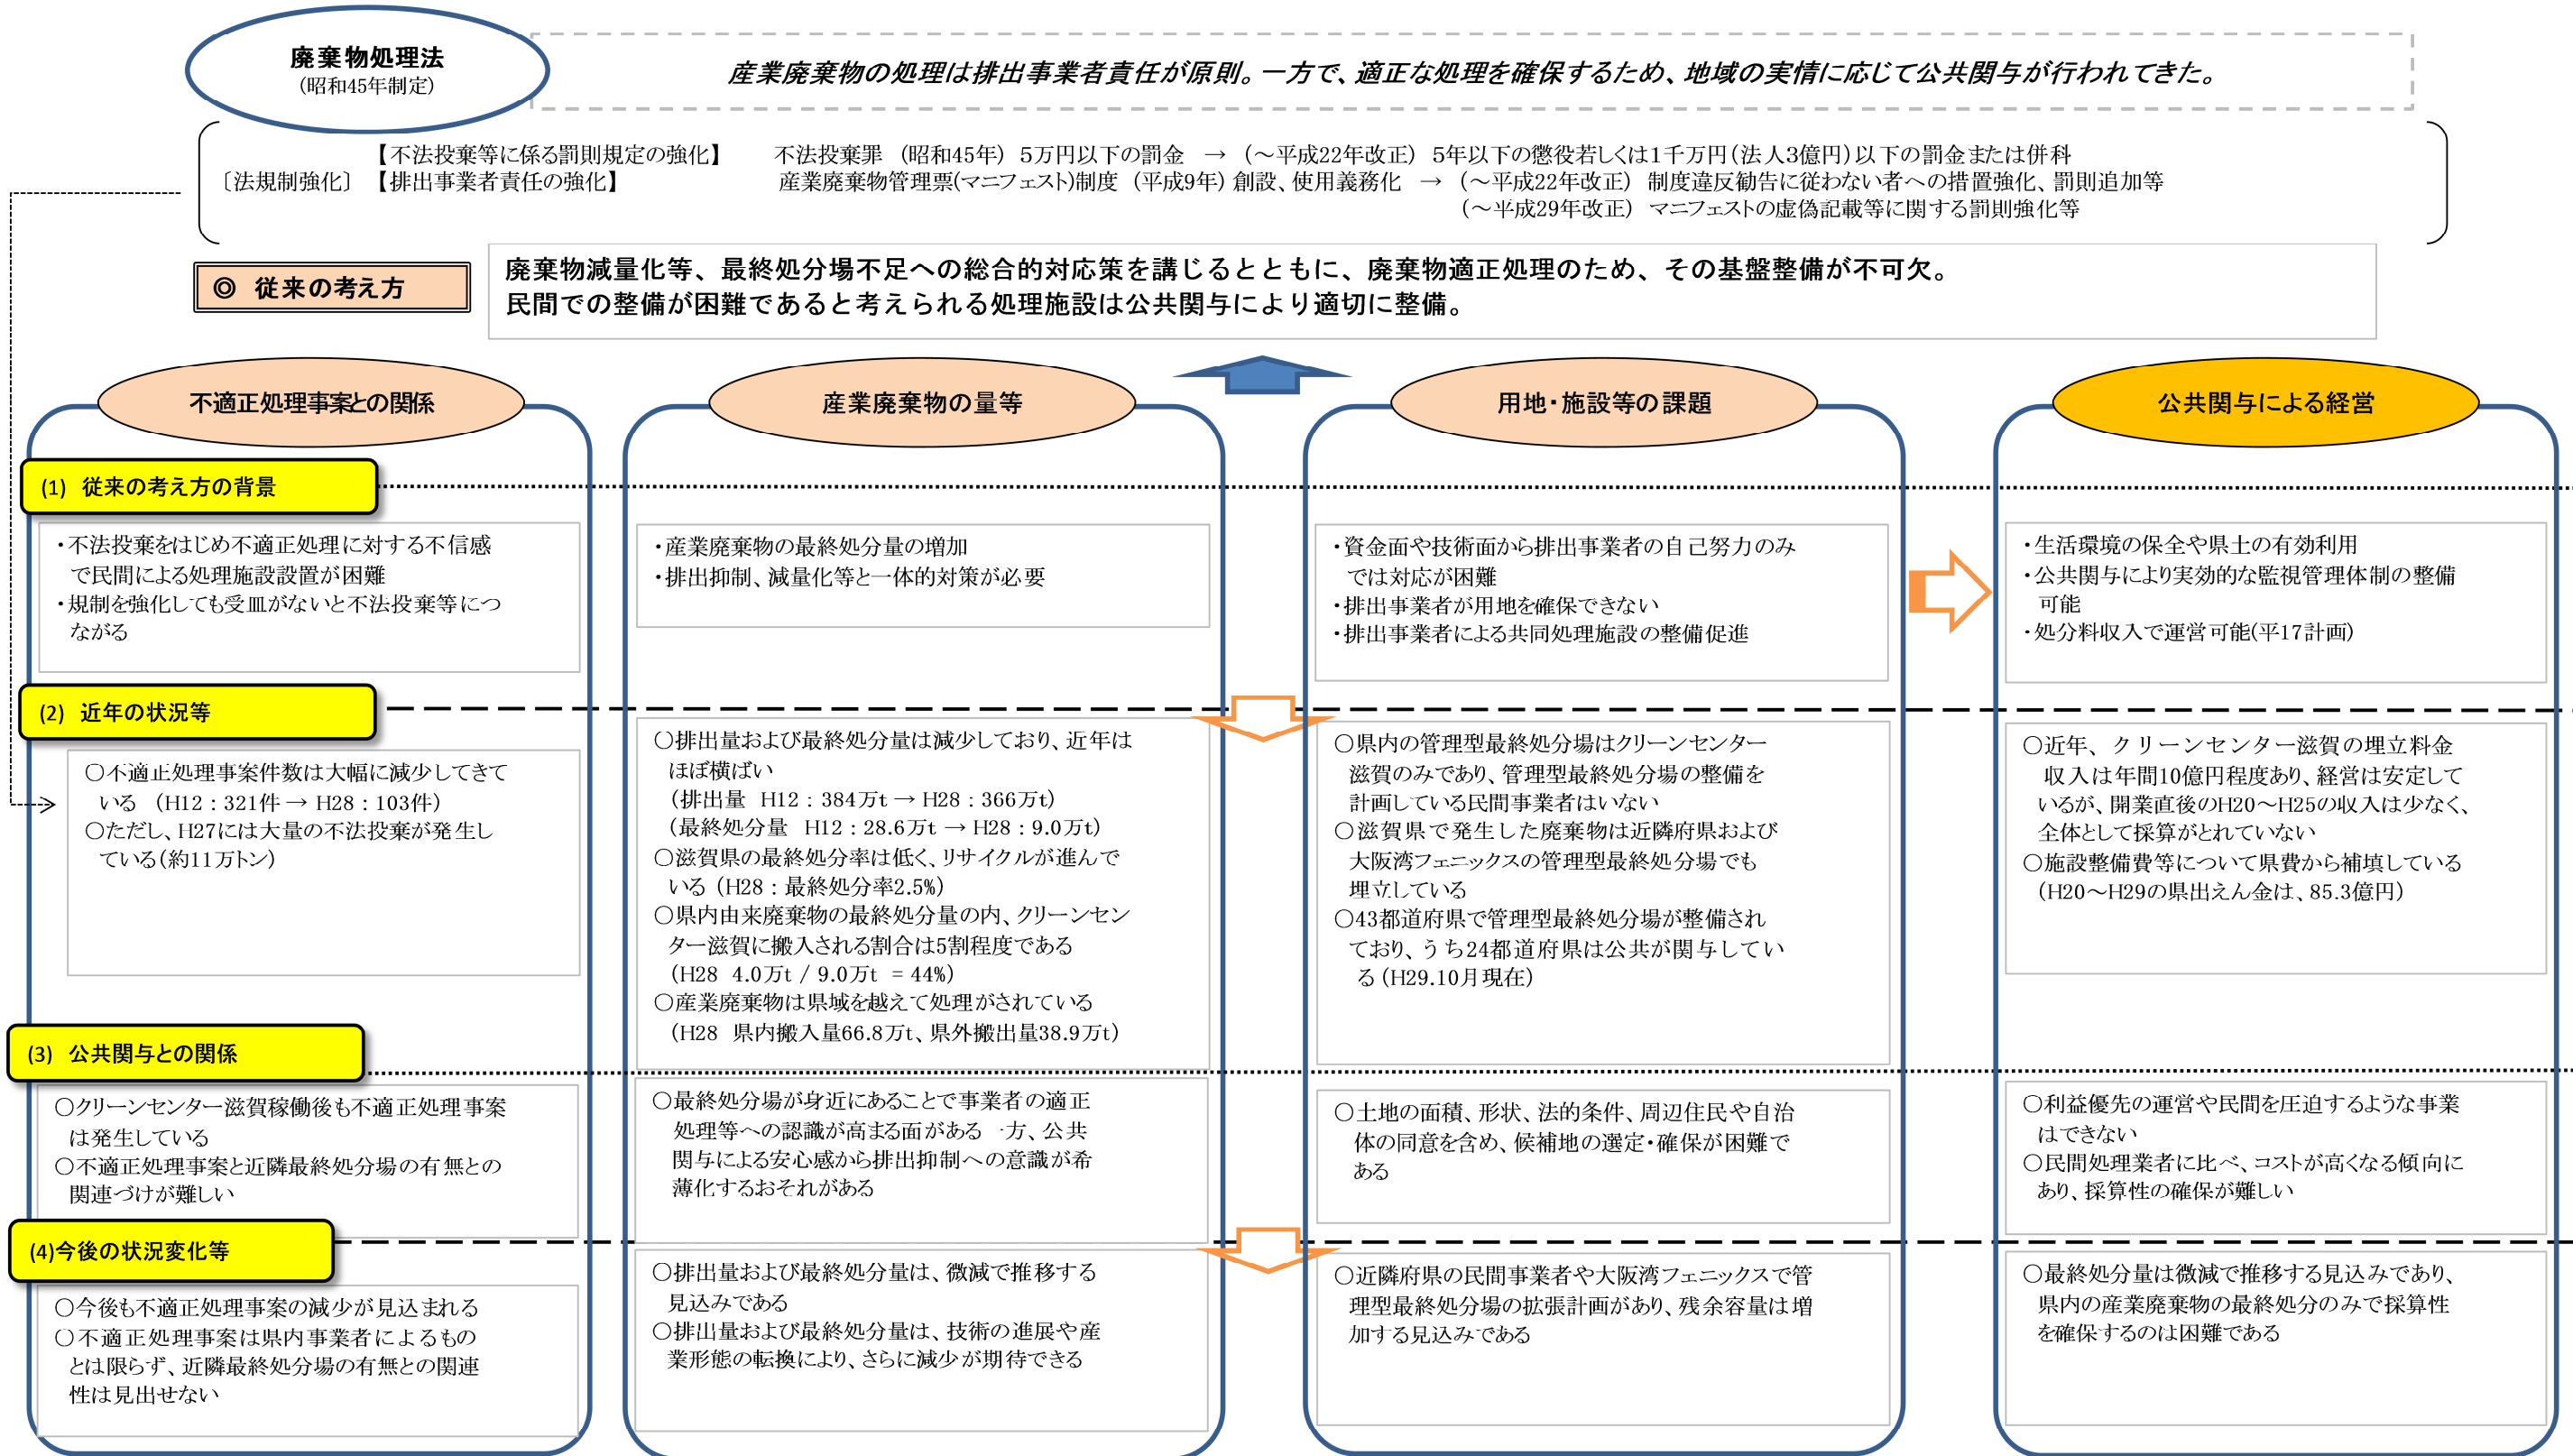 廃棄物処理法
（昭和45年制定）
産業廃棄物の処理は排出事業者責任が原則。一方で、適正な処理を確保するため、地域の実情に応じて公共関与が行われてきた。
【不法投棄等に係る罰則規定の強化】　不法投棄罪 （昭和45年） 5万円以下の罰金 → （～平成22年改正） 5年以下の懲役若しくは1千万円（法人3億円）以下の罰金または併科
〔法規制強化〕 【排出事業者責任の強化】　産業廃棄物管理票(マニフェスト)制度 （平成9年）創設、使用義務化 → （～平成22年改正） 制度違反勧告に従わない者への措置強化、罰則追加等
（～平成29年改正） マニフェストの虚偽記載等に関する罰則強化等
◎ 従来の考え方
廃棄物減量化等、最終処分場不足への総合的対応策を講じるとともに、廃棄物適正処理のため、その基盤整備が不可欠。
民間での整備が困難であると考えられる処理施設は公共関与により適切に整備。
不適正処理事案との関係
産業廃棄物の量等
用地・施設等の課題
公共関与による経営
(1) 従来の考え方の背景
・不法投棄をはじめ不適正処理に対する不信感
で民間による処理施設設置が困難
・規制を強化しても受皿がないと不法投棄等につ
ながる
・産業廃棄物の最終処分量の増加
・排出抑制、減量化等と一体的対策が必要
・資金面や技術面から排出事業者の自己努力のみ
では対応が困難
・排出事業者が用地を確保できない
・排出事業者による共同処理施設の整備促進
・生活環境の保全や県土の有効利用
・公共関与により実効的な監視管理体制の整備
可能
・処分料収入で運営可能(平17計画)
(2) 近年の状況等
○不適正処理事案件数は大幅に減少してきて
いる （H12：321件 → H28：103件）
○ただし、H27には大量の不法投棄が発生し
ている（約11万トン）
○排出量および最終処分量は減少しており、近年は
ほぼ横ばい
（排出量 H12：384万t → H28：366万t）
（最終処分量 H12：28.6万t → H28：9.0万t）
○滋賀県の最終処分率は低く、リサイクルが進んで
いる（H28：最終処分率2.5%）
○県内由来廃棄物の最終処分量の内、クリーンセン
ター滋賀に搬入される割合は5割程度である
（H28 4.0万t / 9.0万t = 44%）
○産業廃棄物は県域を越えて処理がされている
（H28 県内搬入量66.8万t、県外搬出量38.9万t）
○県内の管理型最終処分場はクリーンセンター
滋賀のみであり、管理型最終処分場の整備を
計画している民間事業者はいない
○滋賀県で発生した廃棄物は近隣府県および
大阪湾フェニックスの管理型最終処分場でも
埋立している
○43都道府県で管理型最終処分場が整備され
ており、うち24都道府県は公共が関与してい
る（H29.10月現在）
○近年、クリーンセンター滋賀の埋立料金
収入は年間10億円程度あり、経営は安定して
いるが、開業直後のH20～H25の収入は少なく、
全体として採算がとれていない
○施設整備費等について県費から補填している
（H20～H29の県出えん金は、85.3億円）
(3) 公共関与との関係
○クリーンセンター滋賀稼働後も不適正処理事案
は発生している
○不適正処理事案と近隣最終処分場の有無との
関連づけが難しい
○最終処分場が身近にあることで事業者の適正
処理等への認識が高まる面がある一方、公共
関与による安心感から排出抑制への意識が希
薄化するおそれがある
○土地の面積、形状、法的条件、周辺住民や自治
体の同意を含め、候補地の選定・確保が困難で
ある
○利益優先の運営や民間を圧迫するような事業
はできない
○民間処理業者に比べ、コストが高くなる傾向に
あり、採算性の確保が難しい
(4)今後の状況変化等
○今後も不適正処理事案の減少が見込まれる
○不適正処理事案は県内事業者によるもの
とは限らず、近隣最終処分場の有無との関連
性は見出せない
○排出量および最終処分量は、微減で推移する
見込みである
○排出量および最終処分量は、技術の進展や産
業形態の転換により、さらに減少が期待できる
○近隣府県の民間事業者や大阪湾フェニックスで管
理型最終処分場の拡張計画があり、残余容量は増
加する見込みである
○最終処分量は微減で推移する見込みであり、
県内の産業廃棄物の最終処分のみで採算性
を確保するのは困難である